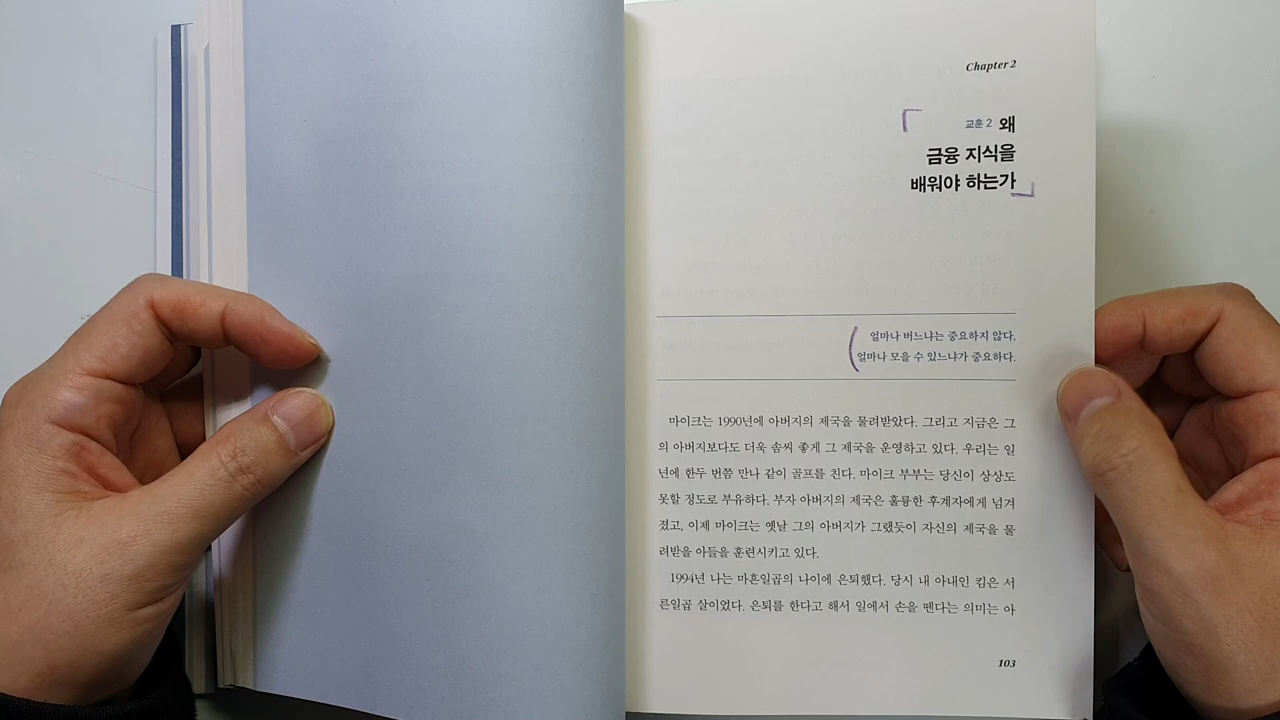 Chapter 2
교훈 2 왜
금융 지식을
배워야 하는가
얼마나 버느냐는 중요하지 않다.
얼마나 모을 수 있느냐가 중요하다.
마이크는 1990년에 아버지의 제국을 물려받았다. 그리고 지금은 그
의 아버지보다도 더욱 솜씨 좋게 그 제국을 운영하고 있다. 우리는 일
년에 한두 번쯤 만나 같이 골프를 친다. 마이크 부부는 당신이 상상도
못할 정도로 부유하다. 부자 아버지의 제국은 훌륭한 후계자에게 넘겨
졌고, 이제 마이크는 옛날 그의 아버지가 그랬듯이 자신의 제국을 물
려받을 아들을 훈련시키고 있다.
1994년 나는 마흔일곱의 나이에 은퇴했다. 당시 내 아내인 킴은 서
른일곱 살이었다. 은퇴를 한다고 해서 일에서 손을 뗀다는 의미는 아
103